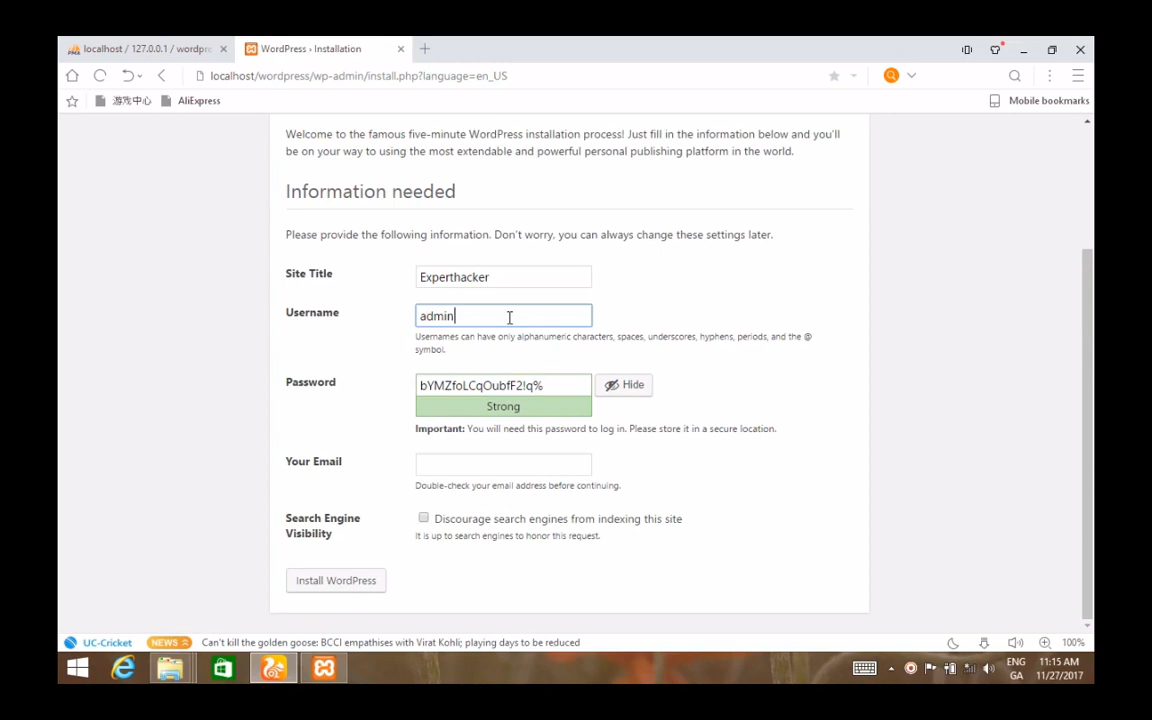 localhost / 127.0.0.1 / wordpre
WordPress › Installation
localhost/wordpress/wp-admin/install.php?language=en_US
游戏中心
AliExpress
Mobile bookmarks
Welcome to the famous five-minute WordPress installation process! Just fill in the information below and you'll
be on your way to using the most extendable and powerful personal publishing platform in the world.
Information needed
Please provide the following information. Don't worry, you can always change these settings later.
Site Title
Experthacker
Username
admin
Usernames can have only alphanumeric characters, spaces, underscores, hyphens, periods, and the @
symbol.
Password
bYMZfoLCqOubfF2!q%
Hide
Strong
Important: You will need this password to log in. Please store it in a secure location.
Your Email
Double-check your email address before continuing.
Search Engine
Visibility
Discourage search engines from indexing this site
It is up to search engines to honor this request.
Install WordPress
UC-Cricket
NEWS
Can't kill the golden goose: BCCI empathises with Virat Kohli; playing days to be reduced
100%
ENG
GA
11:15 AM
11/27/2017